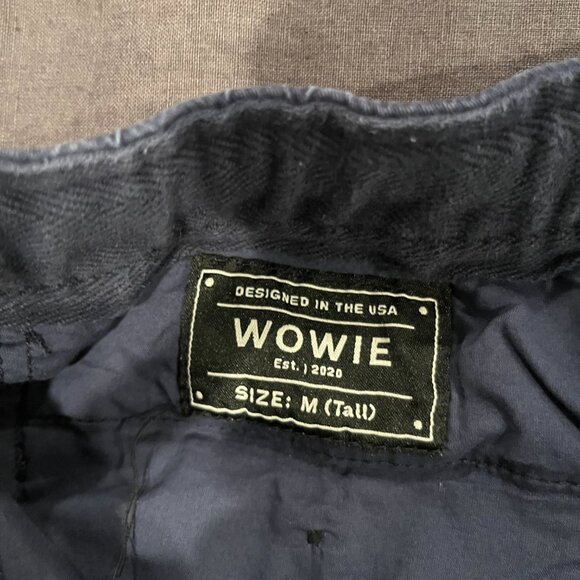 DESIGNED IN THE USA
WOWIE
Est. ) 2020
SIZE: M (Tall)